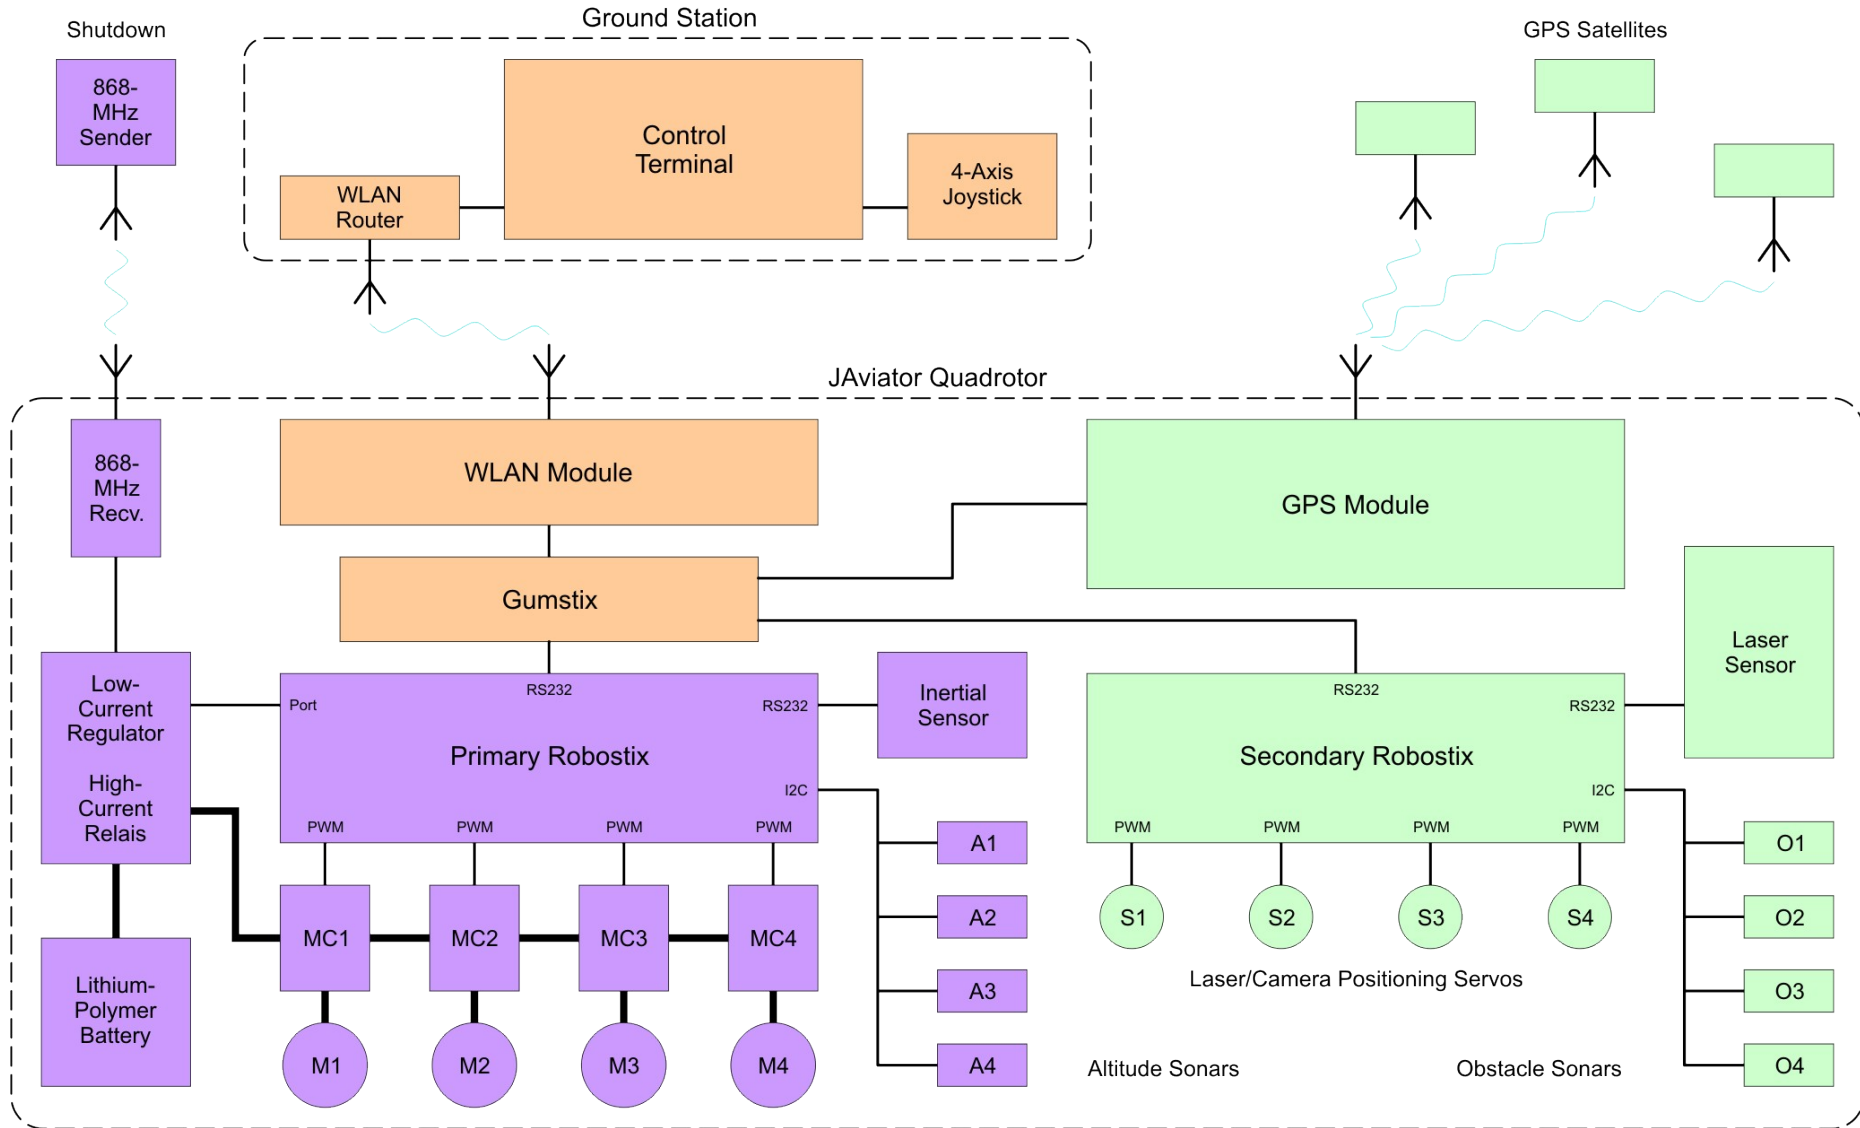 Shutdown
Ground Station
GPS Satellites
868-
MHz
Sender
Control
Terminal
WLAN
Router
4-Axis
Joystick
JAviator Quadrotor
868-
MHz
Recv.
WLAN Module
GPS Module
Gumstix
Low-
Current
Regulator
High-
Current
Relais
Port
RS232
RS232
Primary Robostix
I2C
PWM
PWM
PWM
PWM
Inertial
Sensor
RS232
RS232
Secondary Robostix
I2C
PWM
PWM
PWM
PWM
Laser
Sensor
MC1
MC2
MC3
MC4
A1
A2
A3
A4
S1
S2
S3
S4
O1
O2
O3
O4
Laser/Camera Positioning Servos
Lithium-
Polymer
Battery
M1
M2
M3
M4
Altitude Sonars
Obstacle Sonars